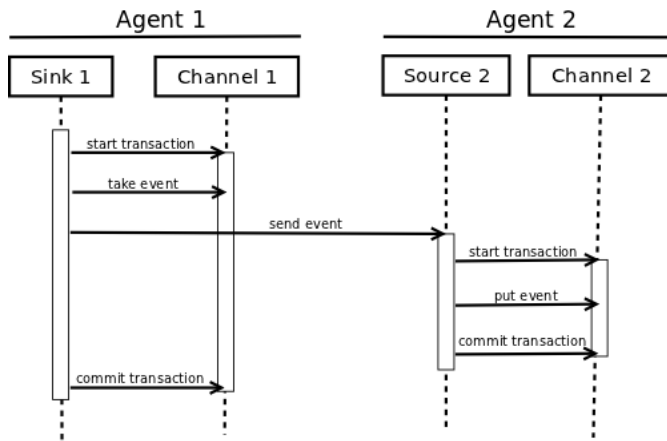 Agent 1
Agent 2
Sink 1
Channel 1
Source 2
Channel 2
start transaction
take event
send event
start transaction
put event
commit transaction
commit transaction